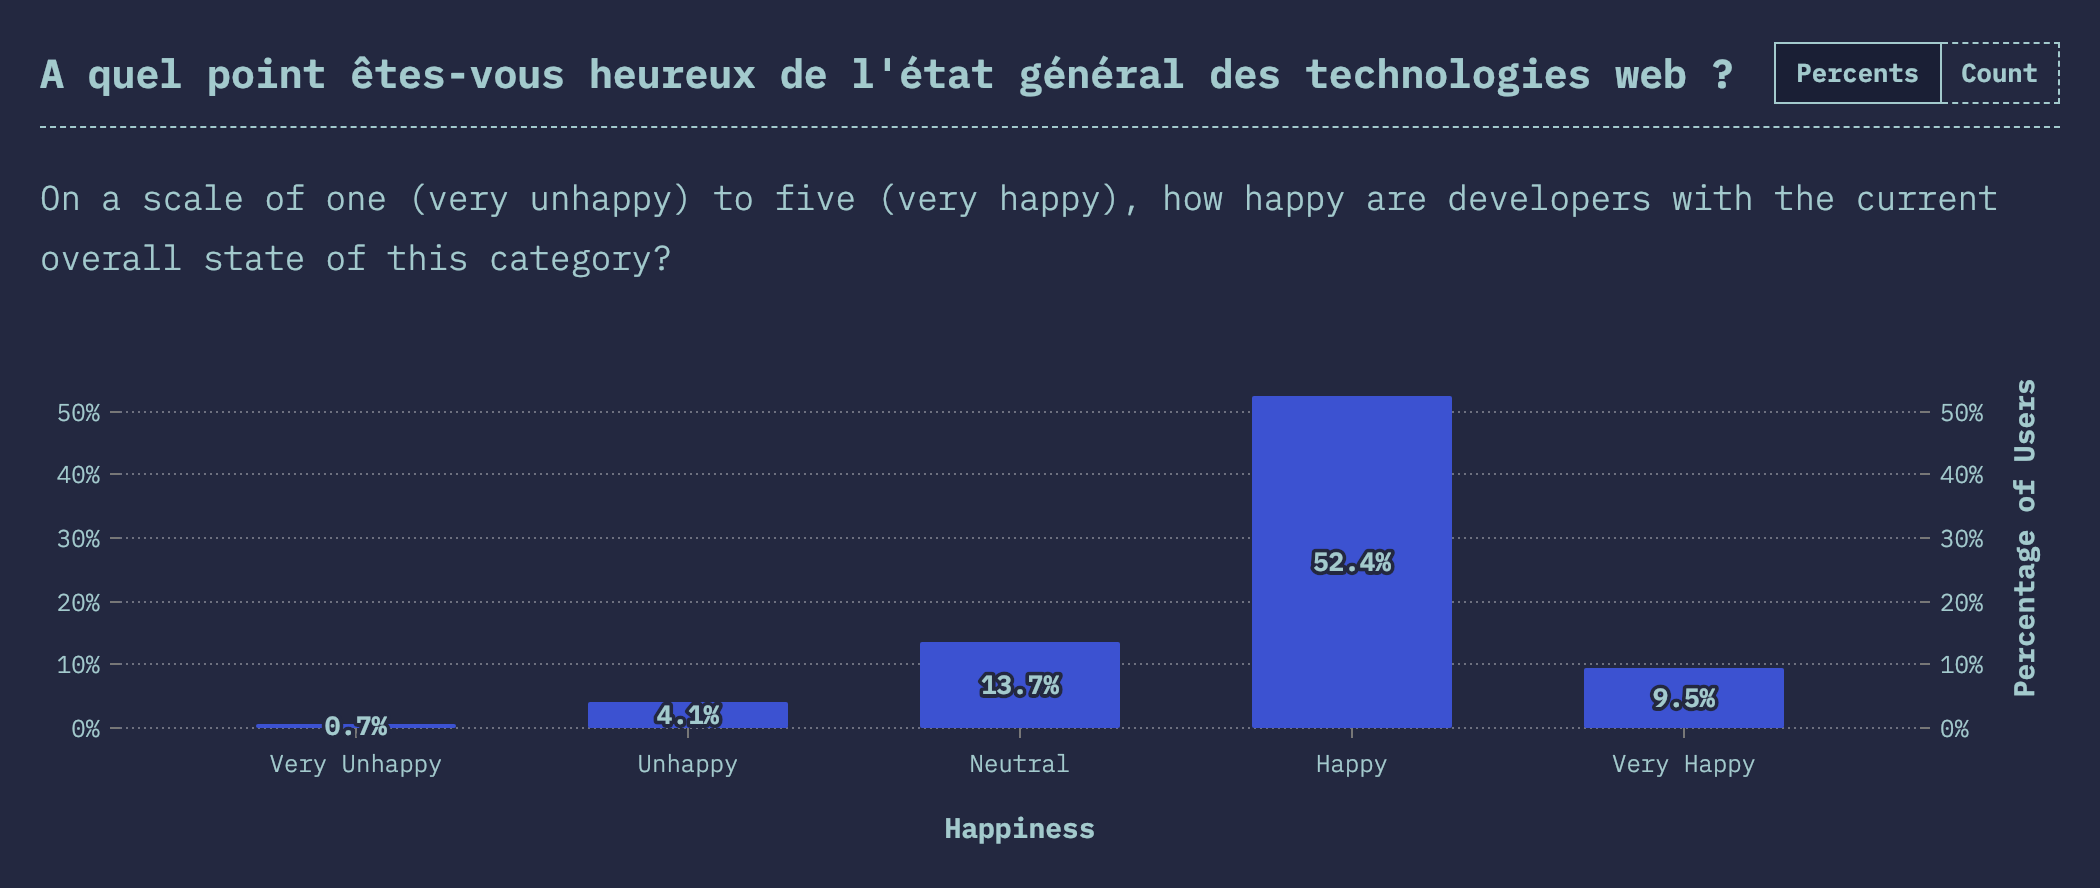 A quel point êtes-vous heureux de l'état général des technologies web ?
Percents Count
On a scale of one (very unhappy) to five (very happy), how happy are developers with the current
overall state of this category?
50% 50%
40% 40%
30% 30%
20% 20%
10% 10%
0% 0%
Percentage of Users
0.7% 4.1% 13.7% 52.4% 9.5%
Very Unhappy Unhappy Neutral Happy Very Happy
Happiness